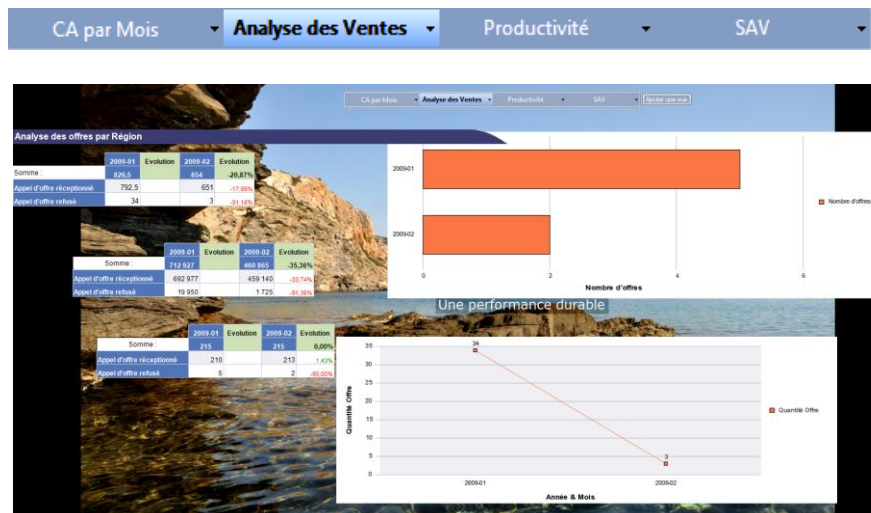 CA par Mois Analyse des Ventes Productivité SAV
CA par Mois Analyse des Ventes Productivité SAV Ajouter une vue
Analyse des offres par Région
2009-01 Evolution 2009-02 Evolution
Somme : 826,5 654 -20,87%
Appel d'offre réceptionné 792,5 651 -17,85%
Appel d'offre refusé 34 3 -91,18%
2009-01
2009-02
0 2 4 6
Nombre d'offres
Nombre d'offres
2009-01 Evolution 2009-02 Evolution
Somme : 712 927 460 865 -35,36%
Appel d'offre réceptionné 692 977 459 140 -33,74%
Appel d'offre refusé 19 950 1 725 -91,35%
Une performance durable
2009-01 Evolution 2009-02 Evolution
Somme : 215 215 0,00%
Appel d'offre réceptionné 210 213 1,43%
Appel d'offre refusé 5 2 -60,00%
35
30
25
20
15
10
5
0
Quantité Offre
34
3
2009-01 2009-02
Année & Mois
Quantité Offre